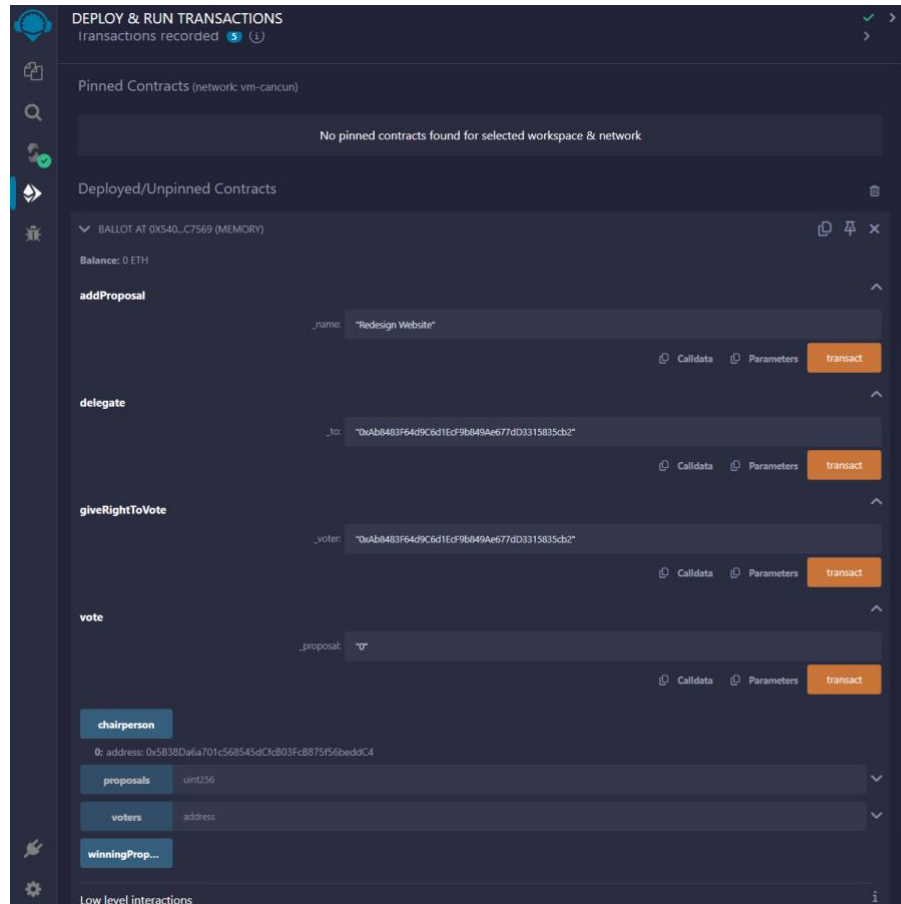 DEPLOY & RUN TRANSACTIONS
Transactions recorded 5 i
Pinned Contracts (network: vm-cancun)
No pinned contracts found for selected workspace & network
Deployed/Unpinned Contracts
BALLOT AT 0X540...C7569 (MEMORY)
Balance: 0 ETH
addProposal
_name: "Redesign Website"
Calldata Parameters transact
delegate
_to: "0xAb8483F64d9C6d1EcF9b849Ae677dD3315835cb2"
Calldata Parameters transact
giveRightToVote
_voter: "0xAb8483F64d9C6d1EcF9b849Ae677dD3315835cb2"
Calldata Parameters transact
vote
_proposal: "0"
Calldata Parameters transact
chairperson
0: address: 0x5B38Da6a701c568545dCfcB03FcB875f56beddC4
proposals uint256
voters address
winningProp...
Low level interactions i